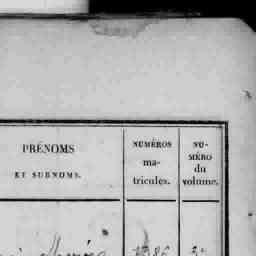 PRÉNOMS
ET SURNOMS.
NUMÉROS
ma-
tricules.
NU-
MÉRO
du
volume.